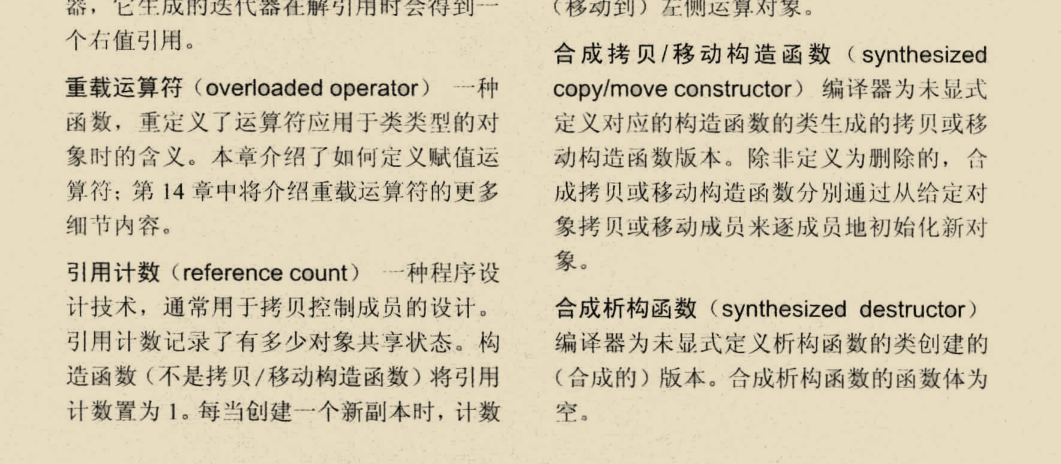 器，它生成的迭代器在解引用时会得到一
个右值引用。
重载运算符（overloaded operator） 一种
函数，重定义了运算符应用于类类型的对
象时的含义。本章介绍了如何定义赋值运
算符；第 14 章中将介绍重载运算符的更多
细节内容。
引用计数（reference count） 一种程序设
计技术，通常用于拷贝控制成员的设计。
引用计数记录了有多少对象共享状态。构
造函数（不是拷贝/移动构造函数）将引用
计数置为 1。每当创建一个新副本时，计数
（移动到）左侧运算对象。
合成拷贝/移动构造函数（synthesized
copy/move constructor） 编译器为未显式
定义对应的构造函数的类生成的拷贝或移
动构造函数版本。除非定义为删除的，合
成拷贝或移动构造函数分别通过从给定对
象拷贝或移动成员来逐成员地初始化新对
象。
合成析构函数（synthesized destructor）
编译器为未显式定义析构函数的类创建的
（合成的）版本。合成析构函数的函数体为
空。